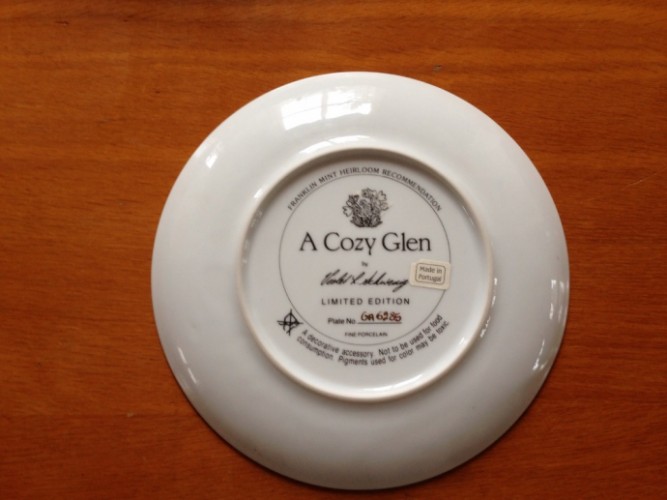 FRANKLIN MINT HEIRLOOM RECOMMENDATION
A COZY GLEN
by
LIMITED EDITION
Plate No. GA6286
FINE PORCELAIN
A decorative accessory. Not to be used for food
consumption. Pigments used for color may be toxic.
Made in
Portugal